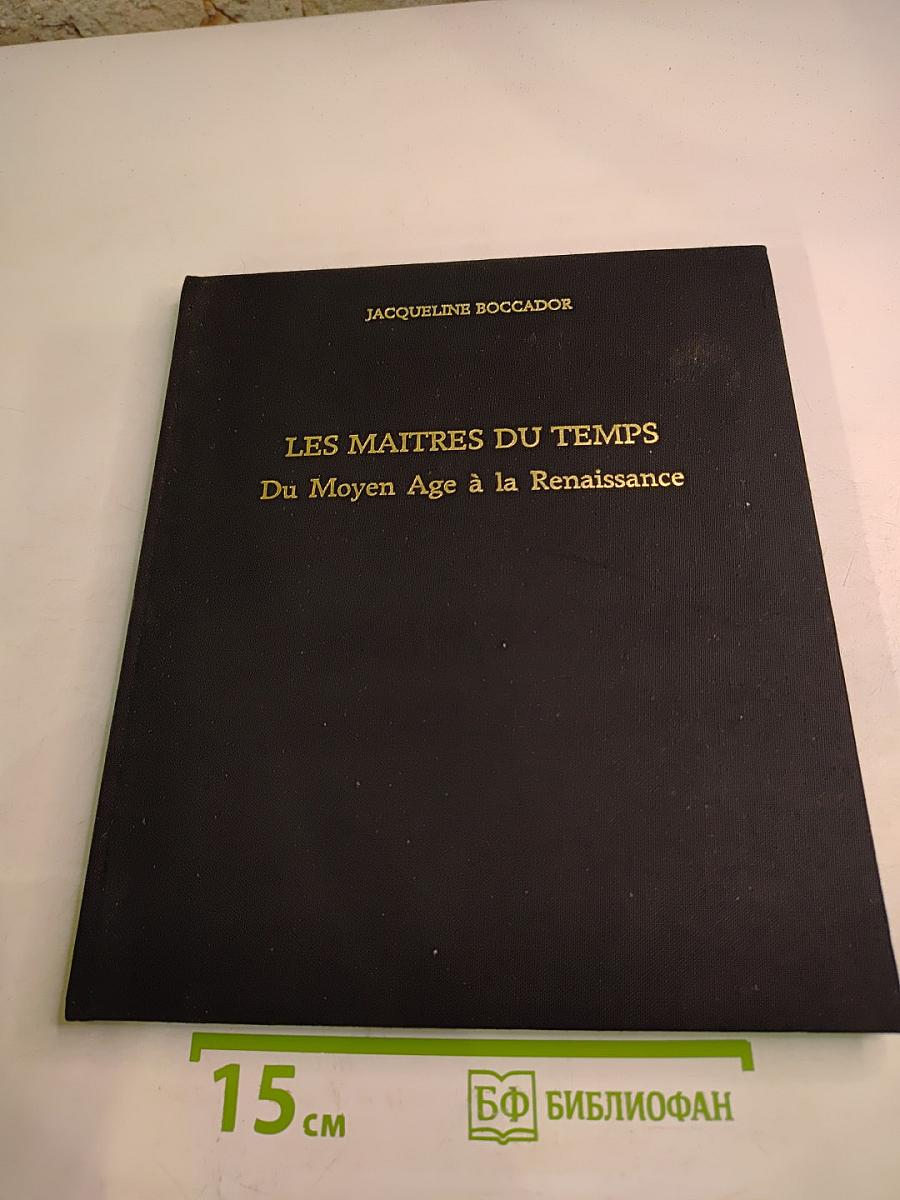 JACQUELINE BOCCADOR
LES MAITRES DU TEMPS
Du Moyen Age à la Renaissance
15 см
БФ БИБЛИОФАН